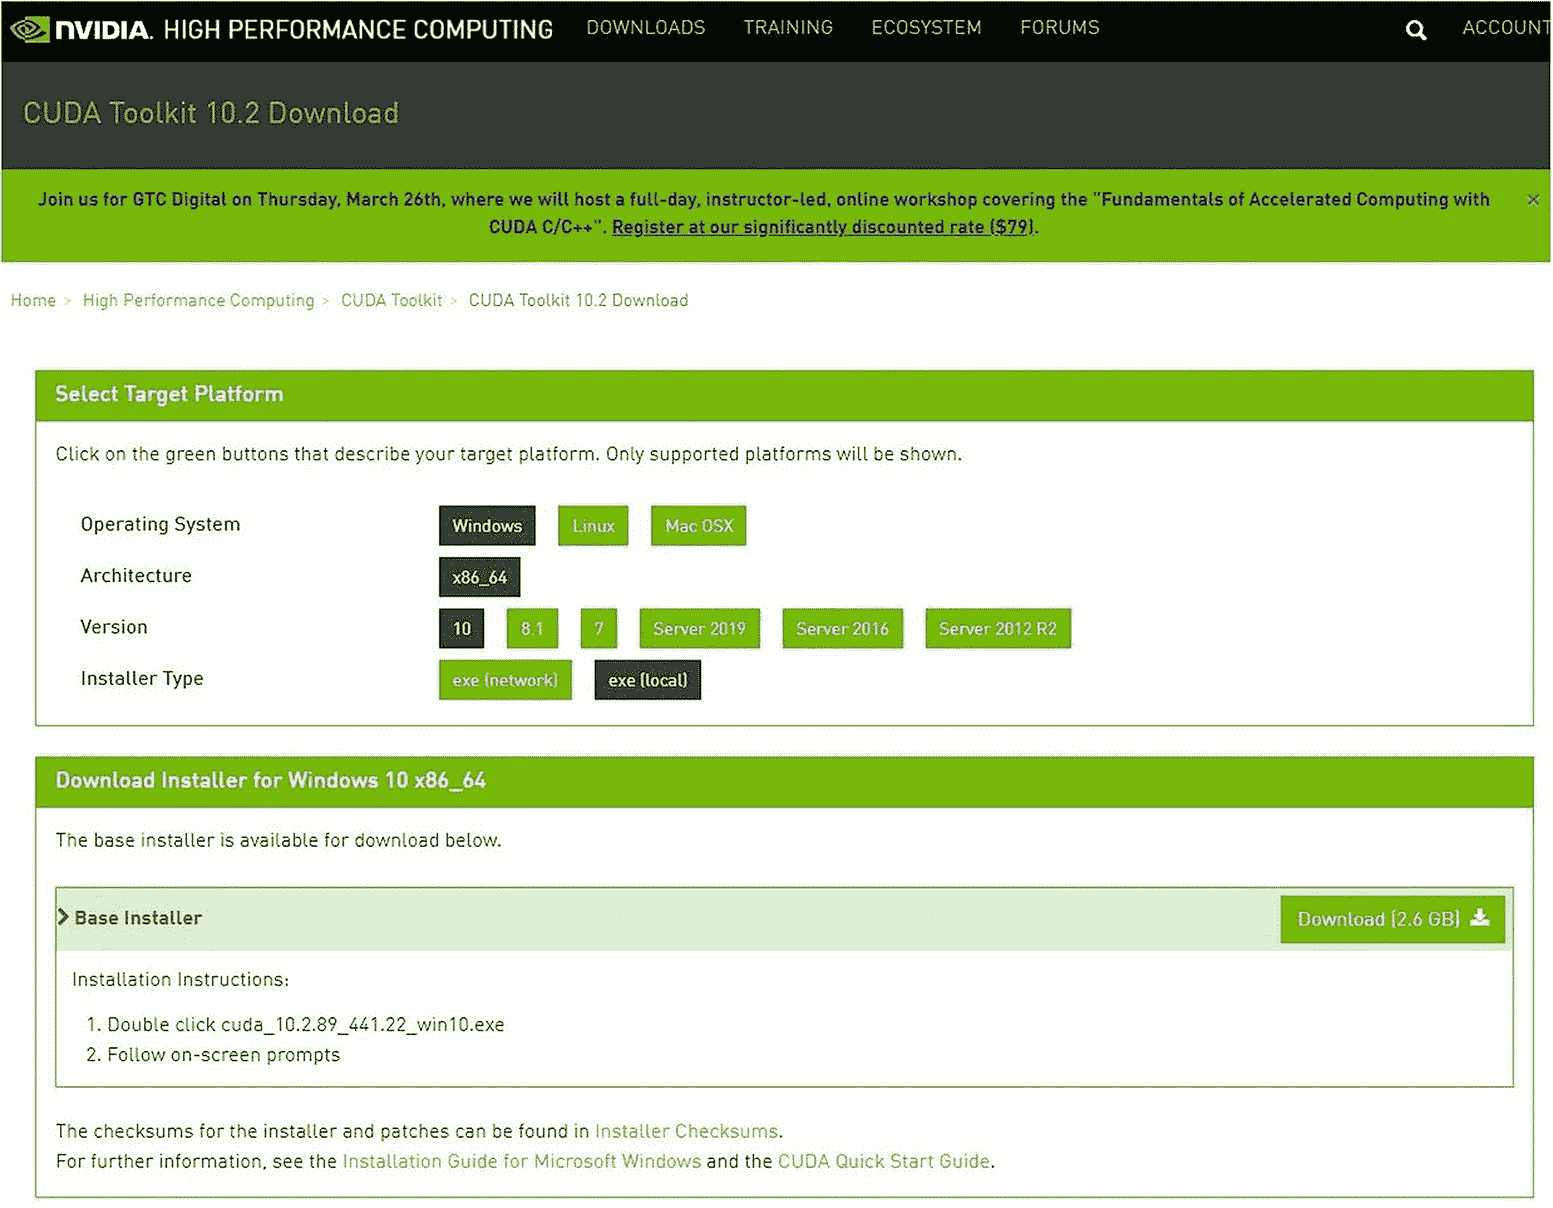 NVIDIA. HIGH PERFORMANCE COMPUTING DOWNLOADS TRAINING ECOSYSTEM FORUMS ACCOUNT
CUDA Toolkit 10.2 Download
Join us for GTC Digital on Thursday, March 26th, where we will host a full-day, instructor-led, online workshop covering the "Fundamentals of Accelerated Computing with ×
CUDA C/C++". Register at our significantly discounted rate ($79).
Home > High Performance Computing > CUDA Toolkit > CUDA Toolkit 10.2 Download
Select Target Platform
Click on the green buttons that describe your target platform. Only supported platforms will be shown.
Operating System Windows Linux Mac OSX
Architecture x86_64
Version 10 8.1 7 Server 2019 Server 2016 Server 2012 R2
Installer Type exe (network) exe (local)
Download Installer for Windows 10 x86_64
The base installer is available for download below.
Base Installer Download (2.6 GB)
Installation Instructions:
1. Double click cuda_10.2.89_441.22_win10.exe
2. Follow on-screen prompts
The checksums for the installer and patches can be found in Installer Checksums.
For further information, see the Installation Guide for Microsoft Windows and the CUDA Quick Start Guide.